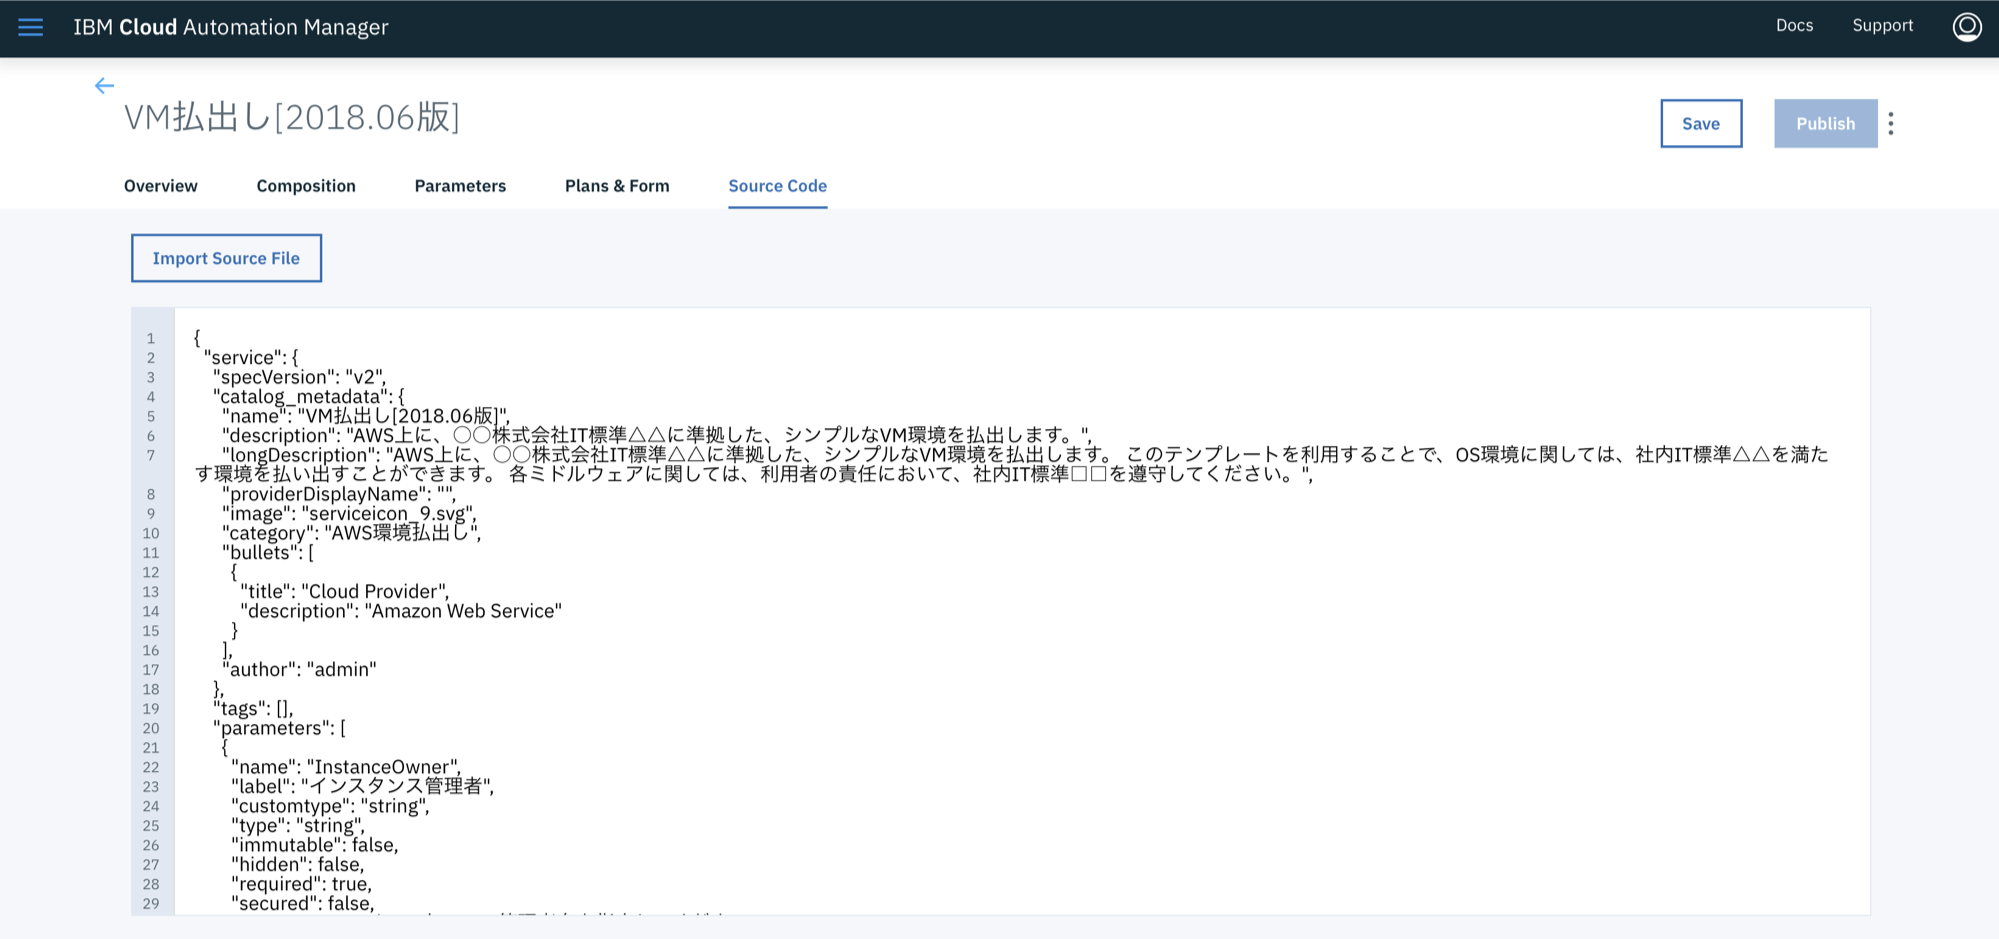 IBM Cloud Automation Manager
Docs
Support
VM払出し[2018.06版]
Save
Publish
Overview
Composition
Parameters
Plans & Form
Source Code
Import Source File
1 {
2 "service": {
3 "specVersion": "v2",
4 "catalog_metadata": {
5 "name": "VM払出し[2018.06版]",
6 "description": "AWS上に、〇〇株式会社IT標準△△に準拠した、シンプルなVM環境を払出します。",
7 "longDescription": "AWS上に、〇〇株式会社IT標準△△に準拠した、シンプルなVM環境を払出します。 このテンプレートを利用することで、OS環境に関しては、社内IT標準△△を満た
す環境を払い出すことができます。 各ミドルウェアに関しては、利用者の責任において、社内IT標準□□を遵守してください。",
8 "providerDisplayName": "",
9 "image": "serviceicon_9.svg",
10 "category": "AWS環境払出し",
11 "bullets": [
12 {
13 "title": "Cloud Provider",
14 "description": "Amazon Web Service"
15 }
16 ],
17 "author": "admin"
18 },
19 "tags": [],
20 "parameters": [
21 {
22 "name": "InstanceOwner",
23 "label": "インスタンス管理者",
24 "customtype": "string",
25 "type": "string",
26 "immutable": false,
27 "hidden": false,
28 "required": true,
29 "secured": false,